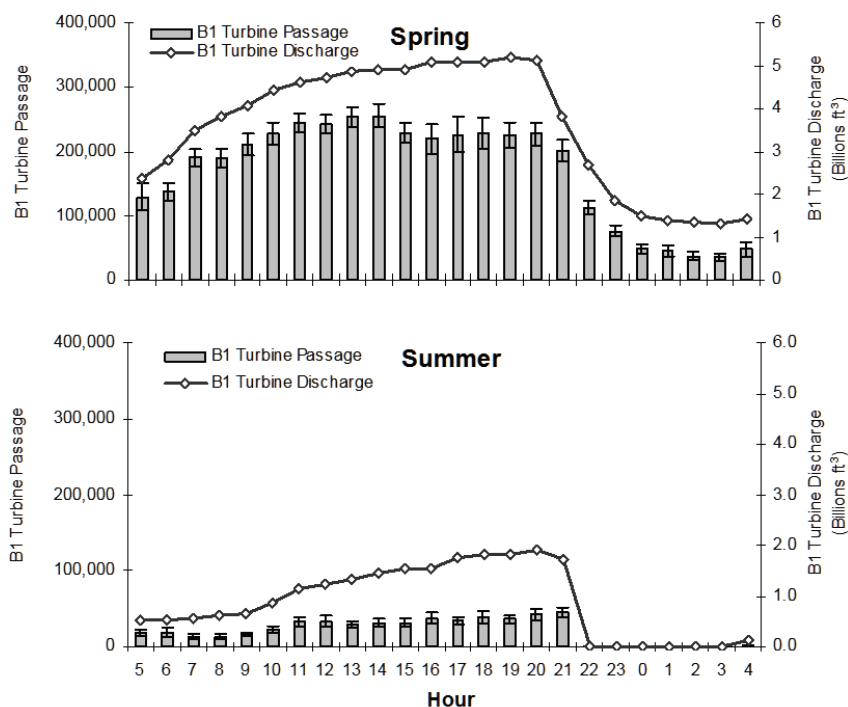 Spring
B1 Turbine Passage
B1 Turbine Discharge
400,000
300,000
200,000
100,000
0
B1 Turbine Passage
6
5
4
3
2
1
0
B1 Turbine Discharge
(Billions ft³)
Summer
B1 Turbine Passage
B1 Turbine Discharge
400,000
300,000
200,000
100,000
0
B1 Turbine Passage
6.0
5.0
4.0
3.0
2.0
1.0
0.0
B1 Turbine Discharge
(Billions ft³)
5 6 7 8 9 10 11 12 13 14 15 16 17 18 19 20 21 22 23 0 1 2 3 4
Hour